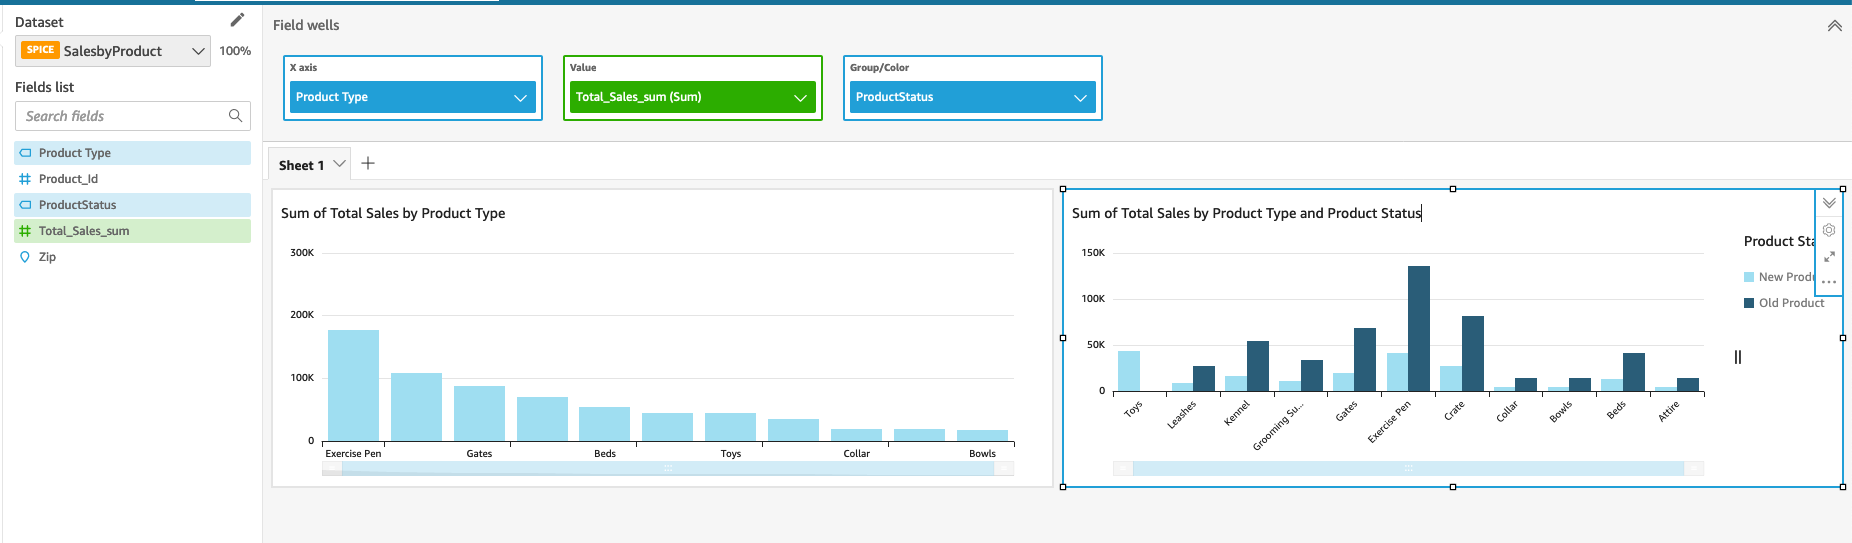 Dataset
SPICE SalesbyProduct 100%
Fields list
Search fields
Product Type
Product_Id
ProductStatus
Total_Sales_sum
Zip
Field wells
X axis
Product Type
Value
Total_Sales_sum (Sum)
Group/Color
ProductStatus
Sheet 1
Sum of Total Sales by Product Type
300K
200K
100K
0
Exercise Pen Gates Beds Toys Collar Bowls
Sum of Total Sales by Product Type and Product Status
150K
100K
50K
0
Toys Leashes Kennel Grooming Su... Gates Exercise Pen Crate Collar Bowls Beds Attire
Product Sta
New Produ
Old Product